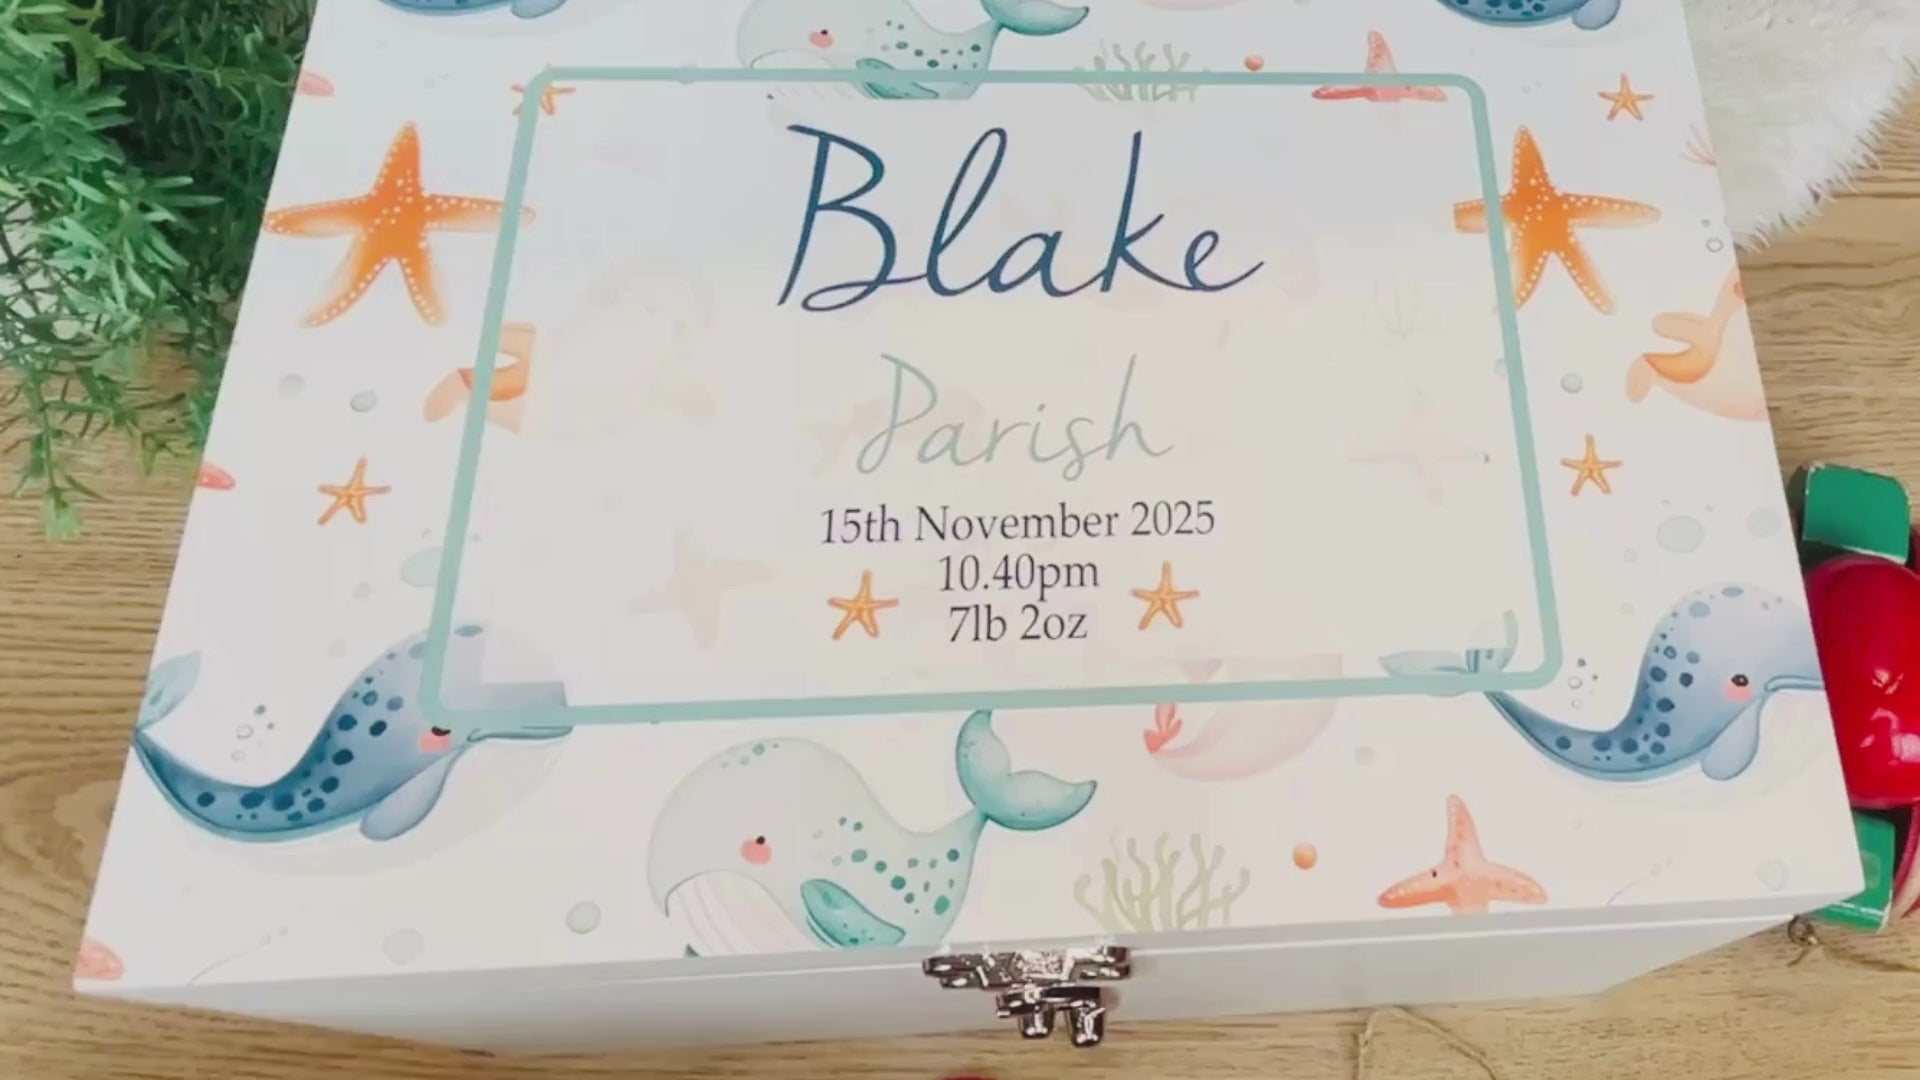 Blake
Parish
15th November 2025
10.40pm
7lb 2oz